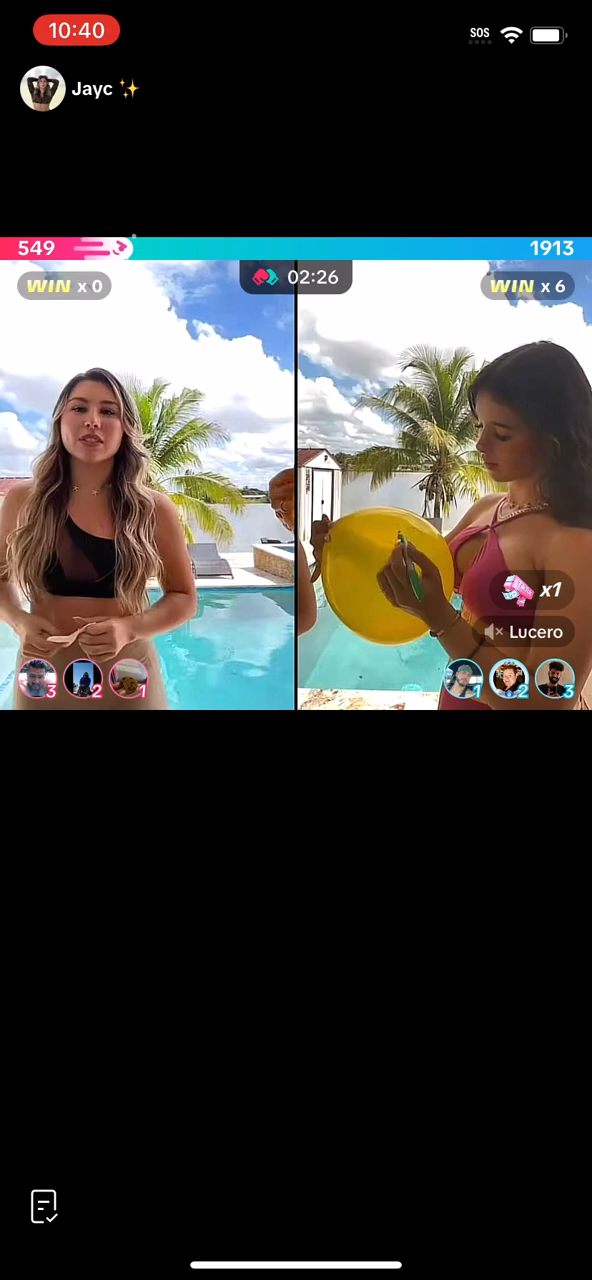 10:40
SOS
Jayc ✨
549
1913
WIN x 0
02:26
WIN x 6
x1
Lucero
3
2
1
1
2
3